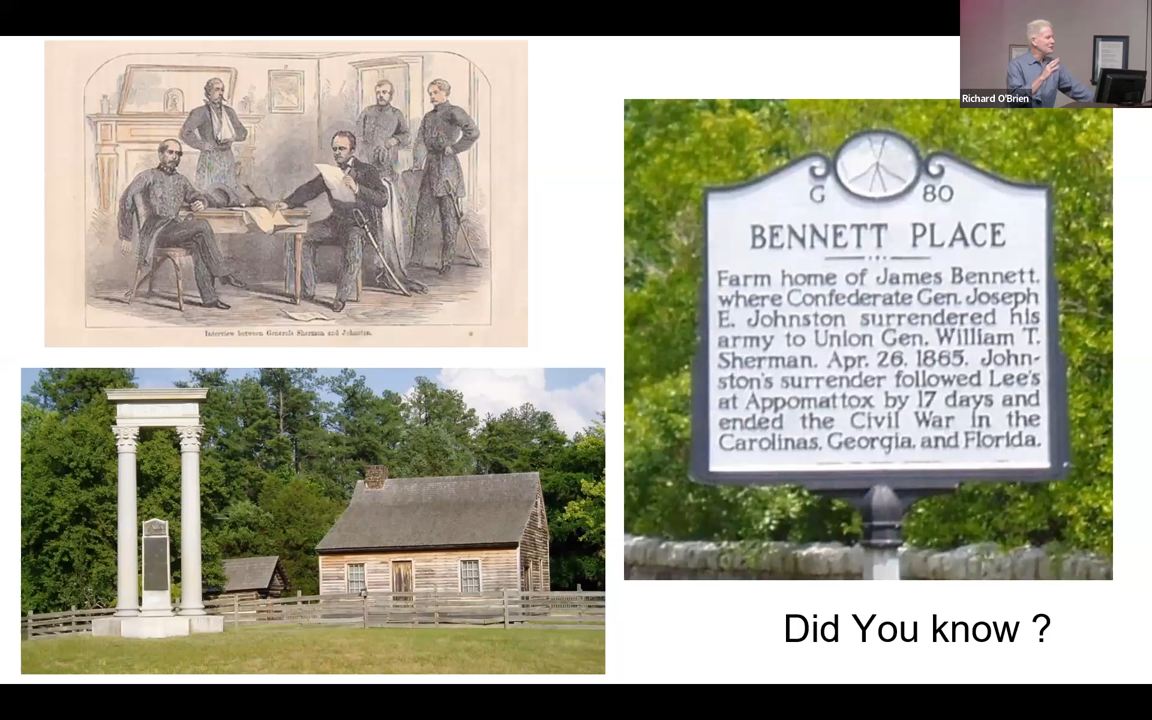 Richard O'Brien
Interview between Generals Sherman and Johnston.
G 80
BENNETT PLACE
Farm home of James Bennett,
where Confederate Gen. Joseph
E. Johnston surrendered his
army to Union Gen. William T.
Sherman, Apr. 26, 1865. John-
ston's surrender followed Lee's
at Appomattox by 17 days and
ended the Civil War in the
Carolinas, Georgia, and Florida.
Did You know ?